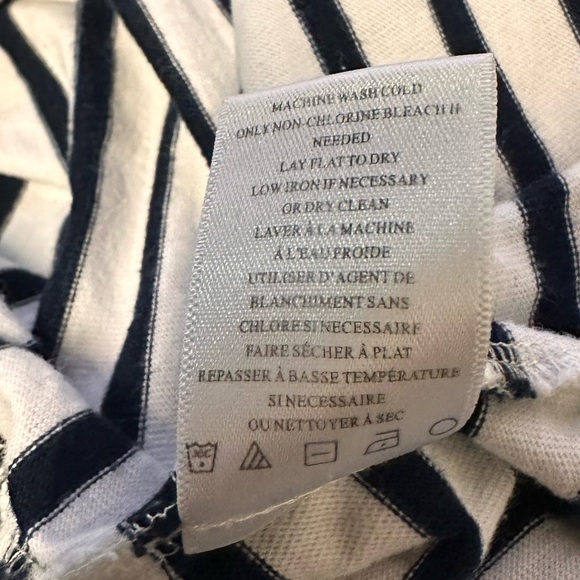 MACHINE WASH COLD
ONLY NON-CHLORINE BLEACH IF
NEEDED
LAY FLAT TO DRY
LOW IRON IF NECESSARY
OR DRY CLEAN
LAVER À LA MACHINE
À L'EAU FROIDE
UTILISER D'AGENT DE
BLANCHIMENT SANS
CHLORE SI NECESSAIRE
FAIRE SÉCHER À PLAT
REPASSER À BASSE TEMPÉRATURE
SI NECESSAIRE
OU NETTOYER À SEC
30C